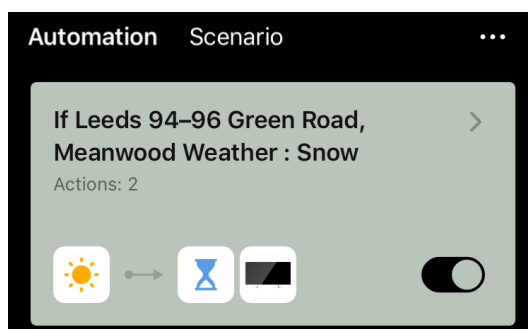 Automation Scenario
If Leeds 94–96 Green Road,
Meanwood Weather : Snow
Actions: 2